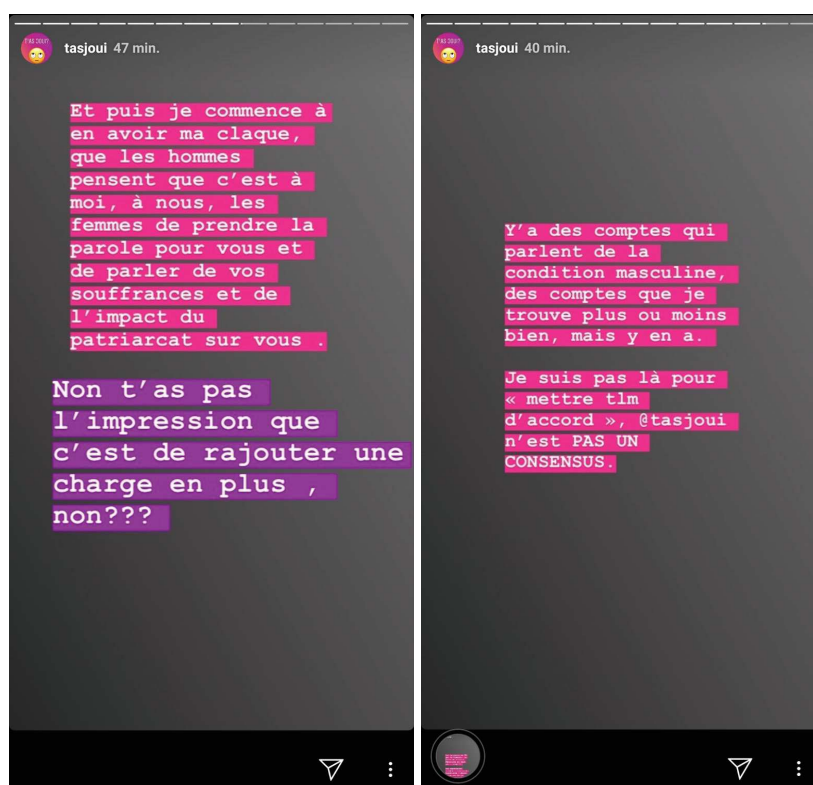 tasjoui 47 min.
Et puis je commence à
en avoir ma claque,
que les hommes
pensent que c'est à
moi, à nous, les
femmes de prendre la
parole pour vous et
de parler de vos
souffrances et de
l'impact du
patriarcat sur vous .
Non t'as pas
l'impression que
c'est de rajouter une
charge en plus ,
non???
tasjoui 40 min.
Y'a des comptes qui
parlent de la
condition masculine,
des comptes que je
trouve plus ou moins
bien, mais y en a.
Je suis pas là pour
« mettre tlm
d'accord », @tasjoui
n'est PAS UN
CONSENSUS.